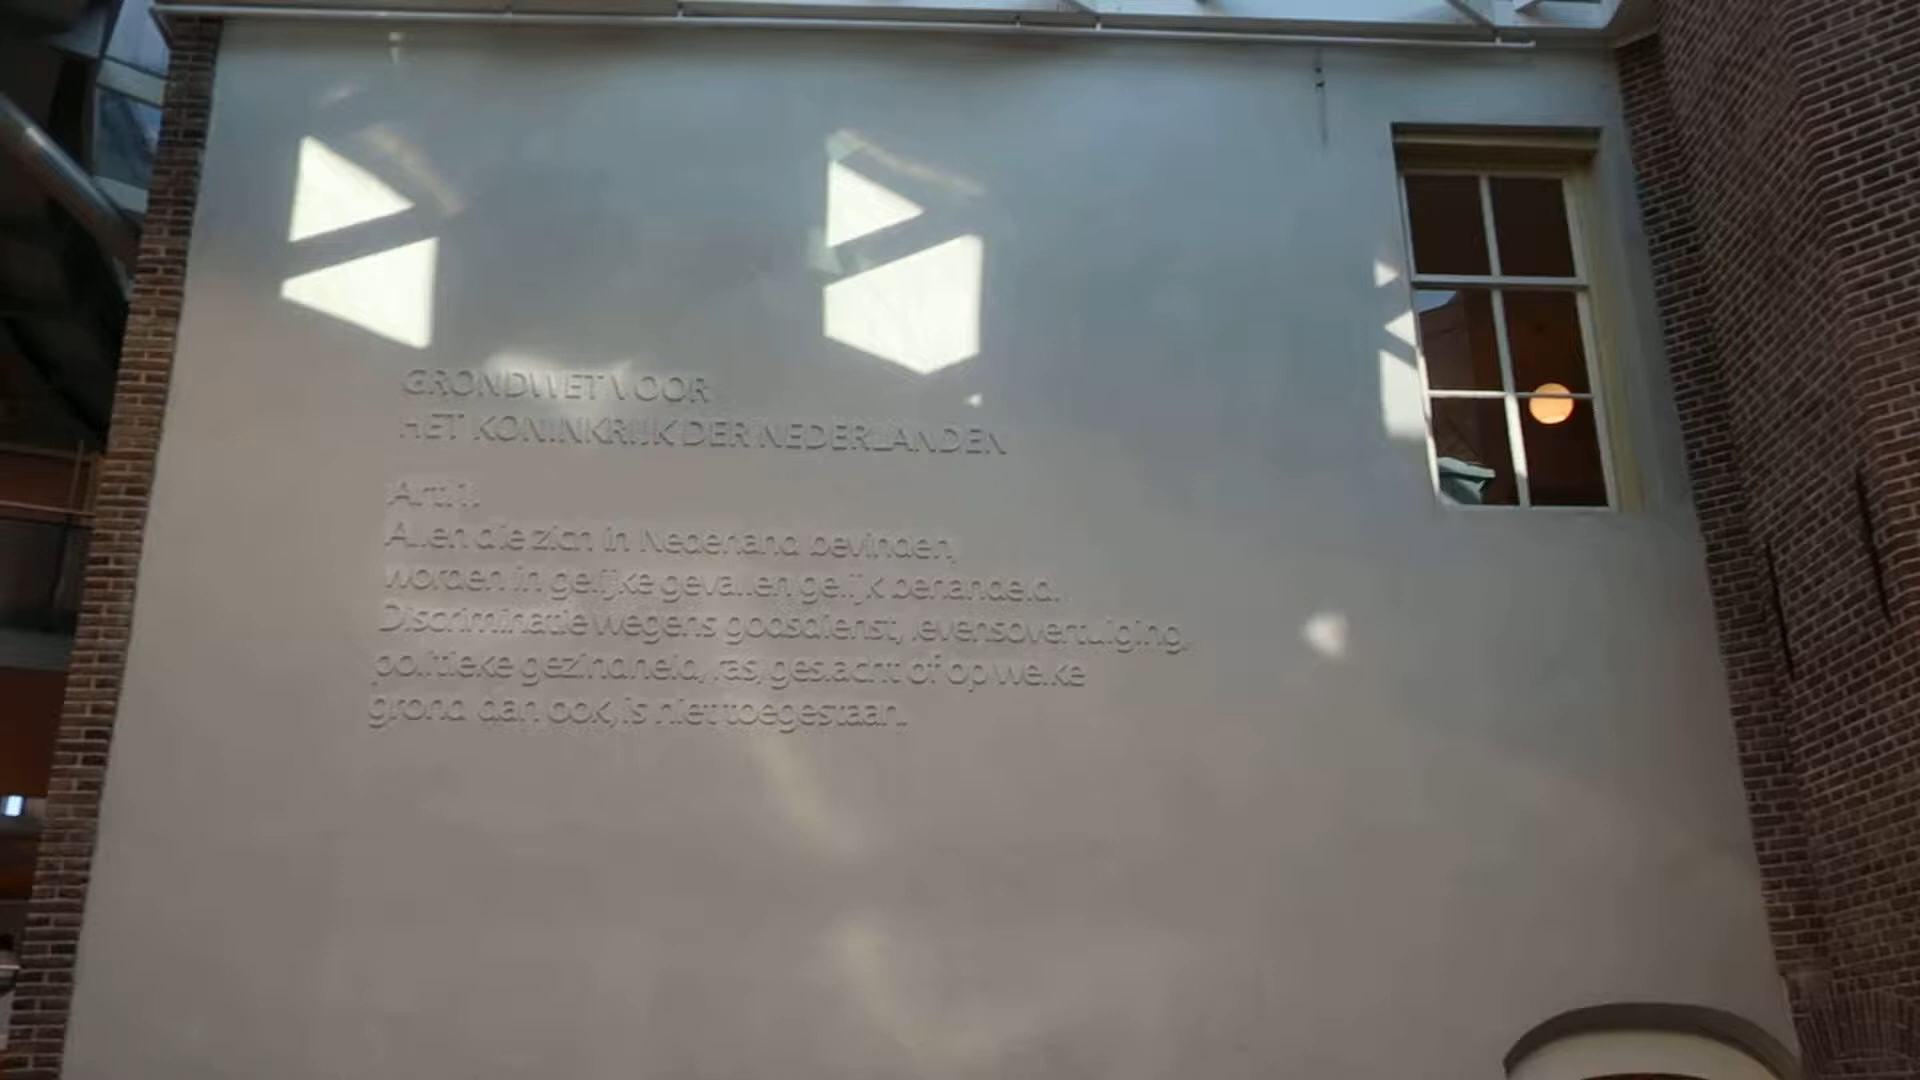 GRONDWET VOOR
HET KONINKRIJK DER NEDERLANDEN
Art. 1:
Allen die zich in Nederland bevinden,
worden in gelijke gevallen gelijk behandeld.
Discriminatie wegens godsdienst, levensovertuiging,
politieke gezindheid, ras, geslacht of op welke
grond dan ook, is niet toegestaan.